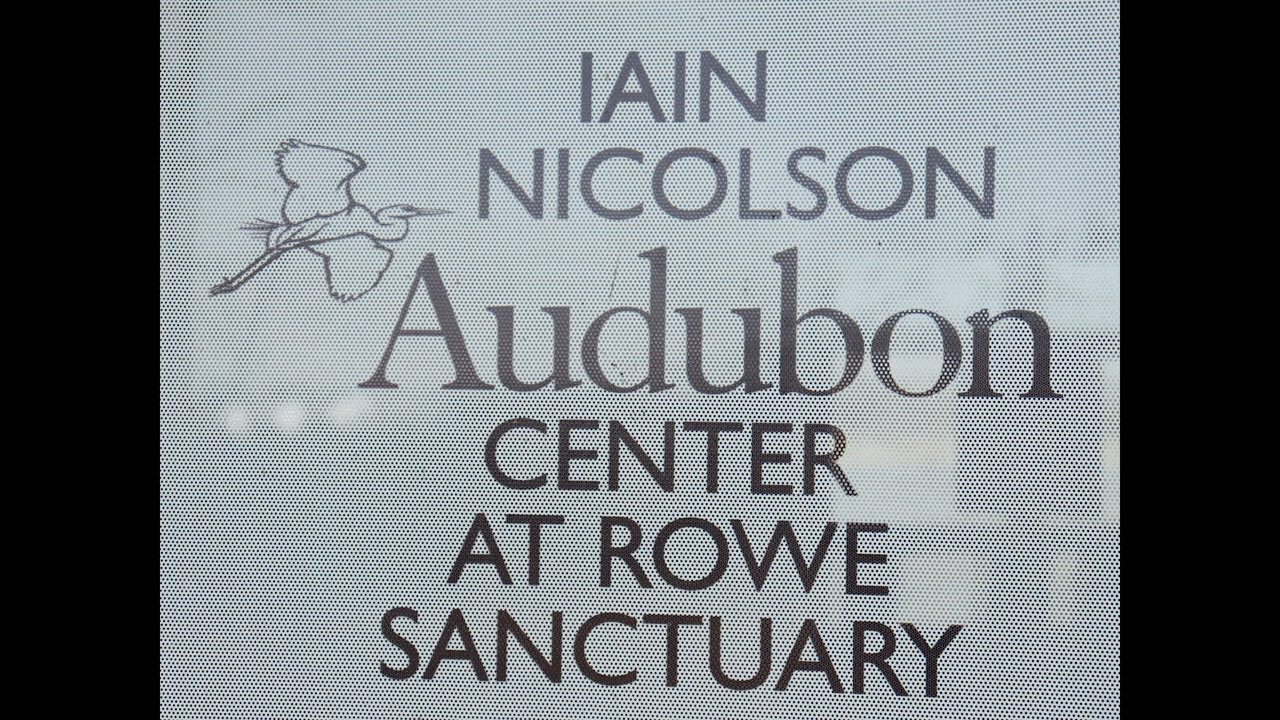 IAIN
NICOLSON
Audubon
CENTER
AT ROWE
SANCTUARY